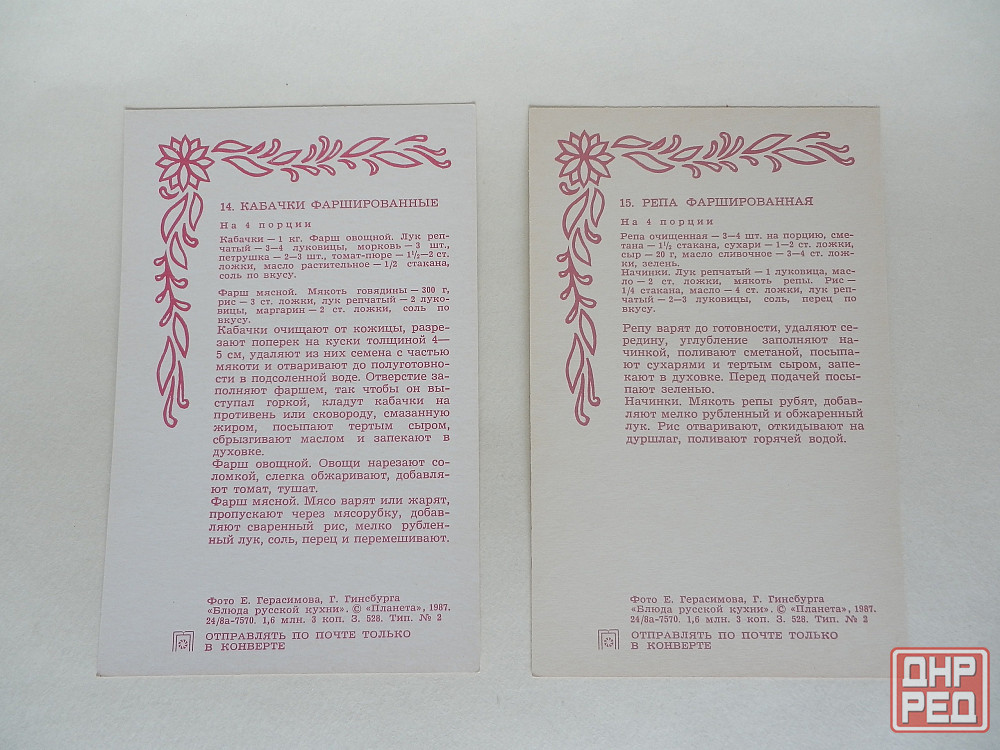 14. КАБАЧКИ ФАРШИРОВАННЫЕ
На 4 порции
Кабачки — 1 кг. Фарш овощной. Лук реп-
чатый — 3—4 луковицы, морковь — 3 шт.,
петрушка — 2—3 шт., томат-пюре — 1½—2 ст.
ложки, масло растительное — 1/2 стакана,
соль по вкусу.
Фарш мясной. Мякоть говядины — 300 г,
рис — 3 ст. ложки, лук репчатый — 2 луко-
вицы, маргарин — 2 ст. ложки, соль по
вкусу.
Кабачки очищают от кожицы, разре-
зают поперек на куски толщиной 4—
5 см, удаляют из них семена с частью
мякоти и отваривают до полуготовно-
сти в подсоленной воде. Отверстие за-
полняют фаршем, так чтобы он вы-
ступал горкой, кладут кабачки на
противень или сковороду, смазанную
жиром, посыпают тертым сыром,
сбрызгивают маслом и запекают в
духовке.
Фарш овощной. Овощи нарезают со-
ломкой, слегка обжаривают, добавля-
ют томат, тушат.
Фарш мясной. Мясо варят или жарят,
пропускают через мясорубку, добав-
ляют сваренный рис, мелко рублен-
ный лук, соль, перец и перемешивают.
Фото Е. Герасимова, Г. Гинсбурга
«Блюда русской кухни». © «Планета», 1987.
24/8а-7570. 1,6 млн. 3 коп. З. 528. Тип. № 2
ОТПРАВЛЯТЬ ПО ПОЧТЕ ТОЛЬКО
В КОНВЕРТЕ
15. РЕПА ФАРШИРОВАННАЯ
На 4 порции
Репа очищенная — 3—4 шт. на порцию, сме-
тана — 1½ стакана, сухари — 1—2 ст. ложки,
сыр — 20 г, масло сливочное — 3—4 ст. лож-
ки, зелень.
Начинки. Лук репчатый — 1 луковица, мас-
ло — 2 ст. ложки, мякоть репы. Рис —
1/4 стакана, масло — 4 ст. ложки, лук реп-
чатый — 2—3 луковицы, соль, перец по
вкусу.
Репу варят до готовности, удаляют се-
редину, углубление заполняют на-
чинкой, поливают сметаной, посыпа-
ют сухарями и тертым сыром, запе-
кают в духовке. Перед подачей посы-
пают зеленью.
Начинки. Мякоть репы рубят, добав-
ляют мелко рубленный и обжаренный
лук. Рис отваривают, откидывают на
дуршлаг, поливают горячей водой.
Фото Е. Герасимова, Г. Гинсбурга
«Блюда русской кухни». © «Планета», 1987.
24/8а-7570. 1,6 млн. 3 коп. З. 528. Тип. № 2
ОТПРАВЛЯТЬ ПО ПОЧТЕ ТОЛЬКО
В КОНВЕРТЕ
ДНР
РЕД